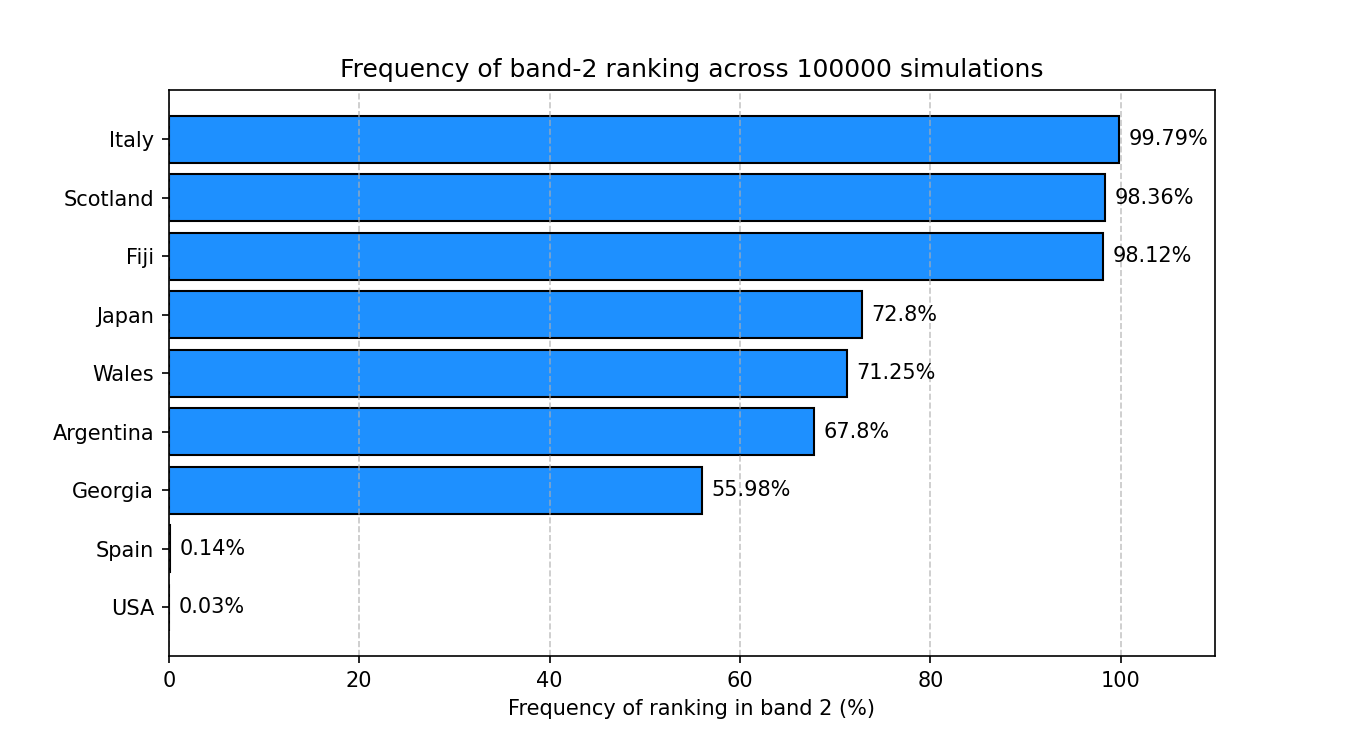 Frequency of band-2 ranking across 100000 simulations
Italy 99.79%
Scotland 98.36%
Fiji 98.12%
Japan 72.8%
Wales 71.25%
Argentina 67.8%
Georgia 55.98%
Spain 0.14%
USA 0.03%
0 20 40 60 80 100
Frequency of ranking in band 2 (%)